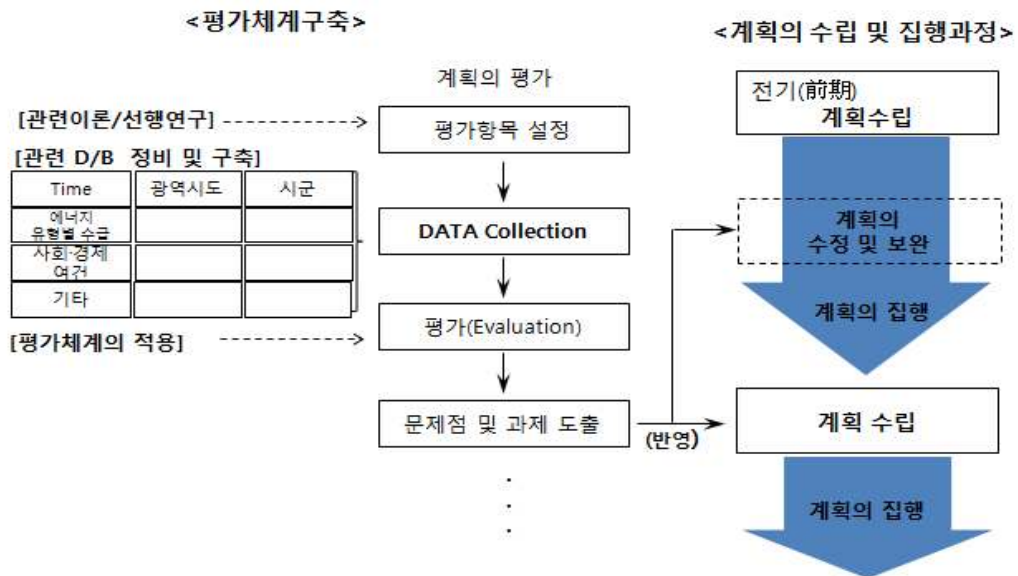 <평가체계구축>
<계획의 수립 및 집행과정>
계획의 평가
[관련이론/선행연구]
평가항목 설정
[관련 D/B 정비 및 구축]
Time 광역시도 시군
에너지
유형별 수급
사회·경제
여건
기타
DATA Collection
평가(Evaluation)
[평가체계의 적용]
문제점 및 과제 도출
(반영)
전기(前期)
계획수립
계획의
수정 및 보완
계획의 집행
계획 수립
계획의 집행